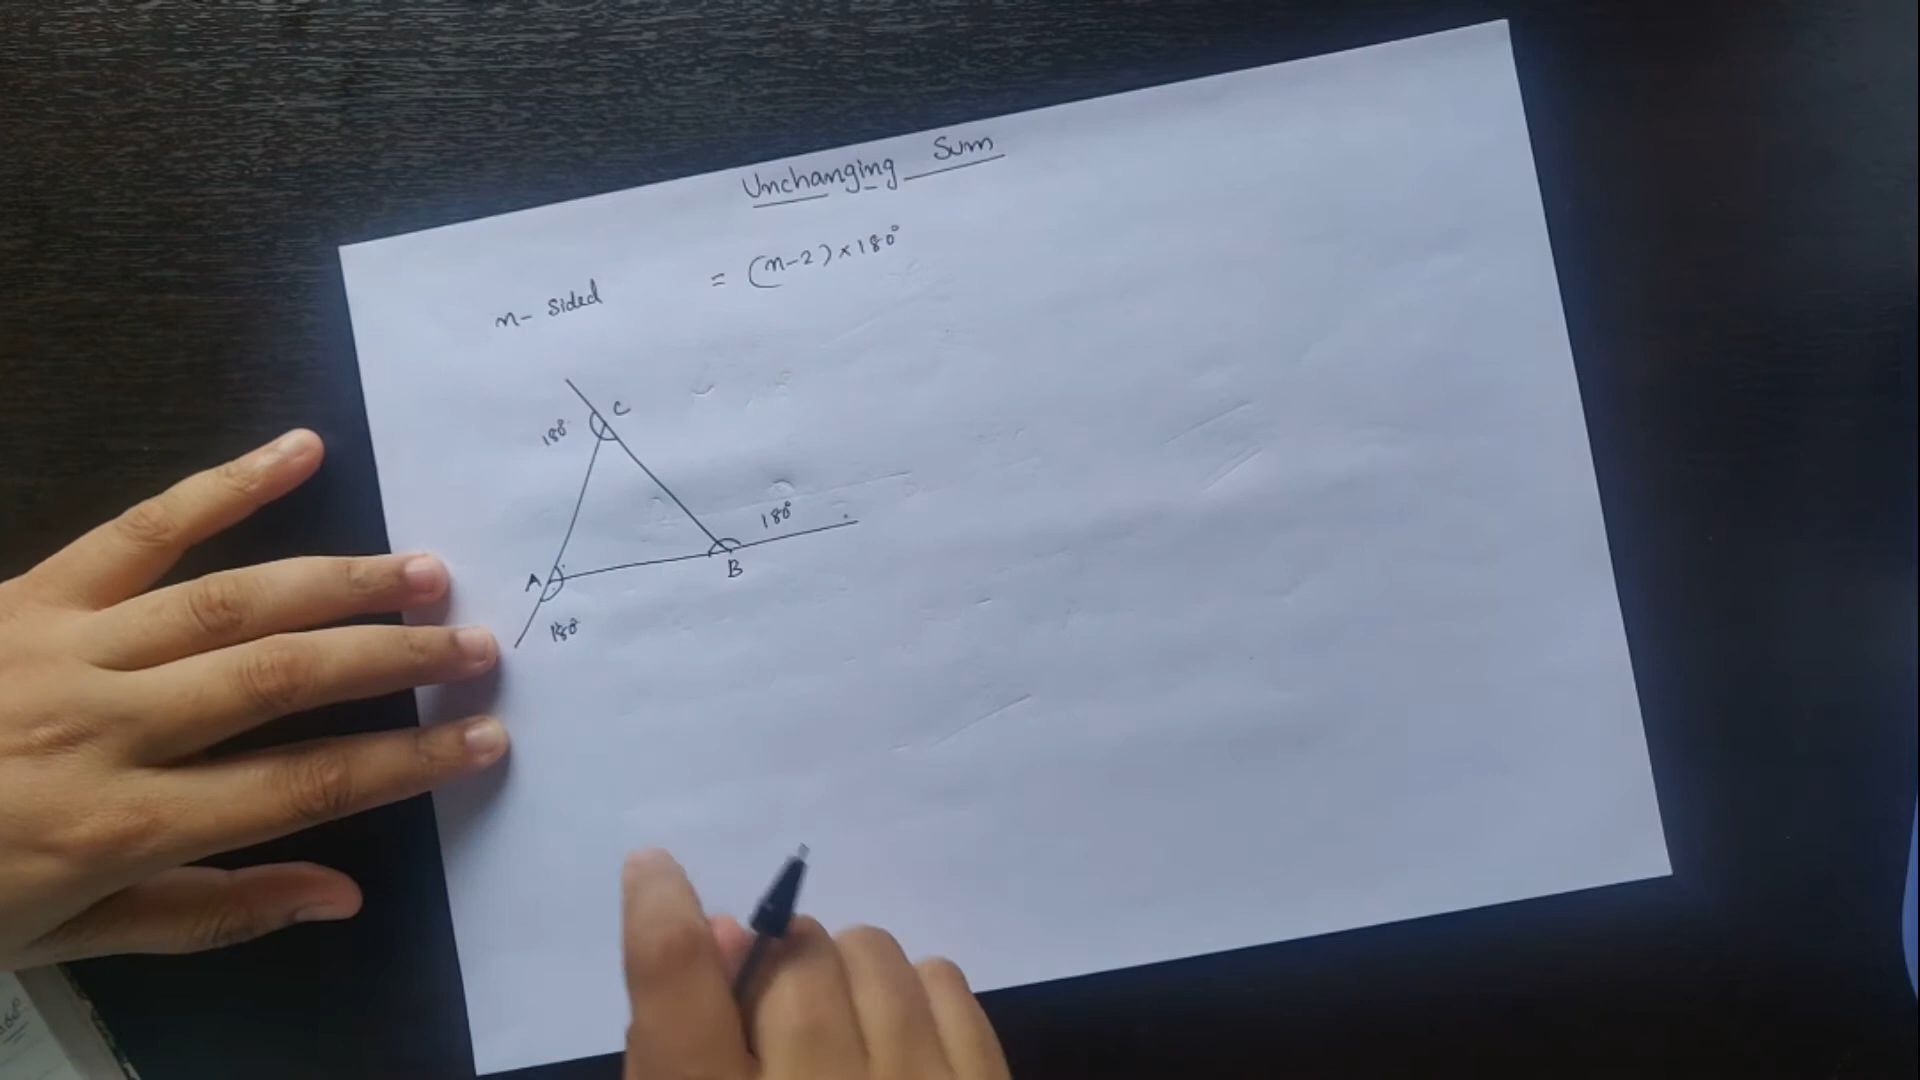 Unchanging Sum
n- sided = (n-2) × 180°
C
180°
180°
A
B
180°